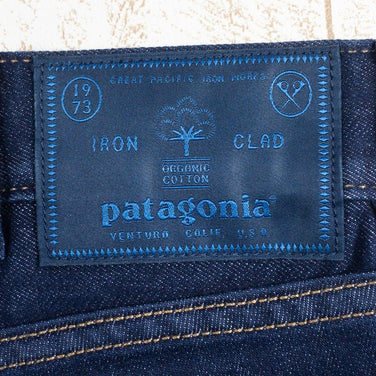 GREAT PACIFIC IRON WORKS
19
73
IRON CLAD
ORGANIC
COTTON
patagonia
VENTURA CALIF. U.S.A.